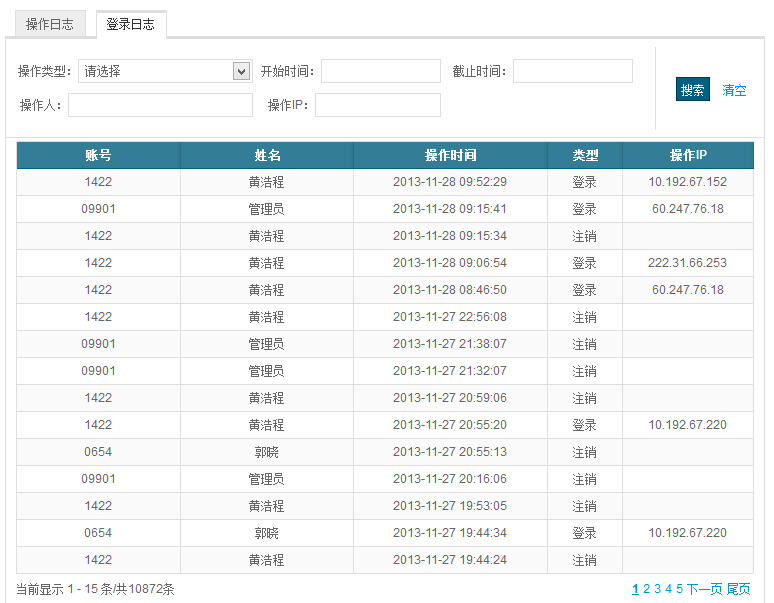 操作日志 登录日志
操作类型： 请选择 开始时间： 截止时间：
搜索 清空
操作人： 操作IP：
账号 姓名 操作时间 类型 操作IP
1422 黄浩程 2013-11-28 09:52:29 登录 10.192.67.152
09901 管理员 2013-11-28 09:15:41 登录 60.247.76.18
1422 黄浩程 2013-11-28 09:15:34 注销
1422 黄浩程 2013-11-28 09:06:54 登录 222.31.66.253
1422 黄浩程 2013-11-28 08:46:50 登录 60.247.76.18
1422 黄浩程 2013-11-27 22:56:08 注销
09901 管理员 2013-11-27 21:38:07 注销
09901 管理员 2013-11-27 21:32:07 注销
1422 黄浩程 2013-11-27 20:59:06 注销
1422 黄浩程 2013-11-27 20:55:20 登录 10.192.67.220
0654 郭晓 2013-11-27 20:55:13 注销
09901 管理员 2013-11-27 20:16:06 注销
1422 黄浩程 2013-11-27 19:53:05 注销
0654 郭晓 2013-11-27 19:44:34 登录 10.192.67.220
1422 黄浩程 2013-11-27 19:44:24 注销
当前显示 1 - 15 条/共10872条 1 2 3 4 5 下一页 尾页